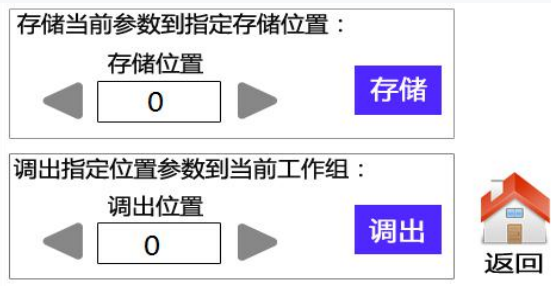 存储当前参数到指定存储位置：
存储位置
0
存储
调出指定位置参数到当前工作组：
调出位置
0
调出
返回